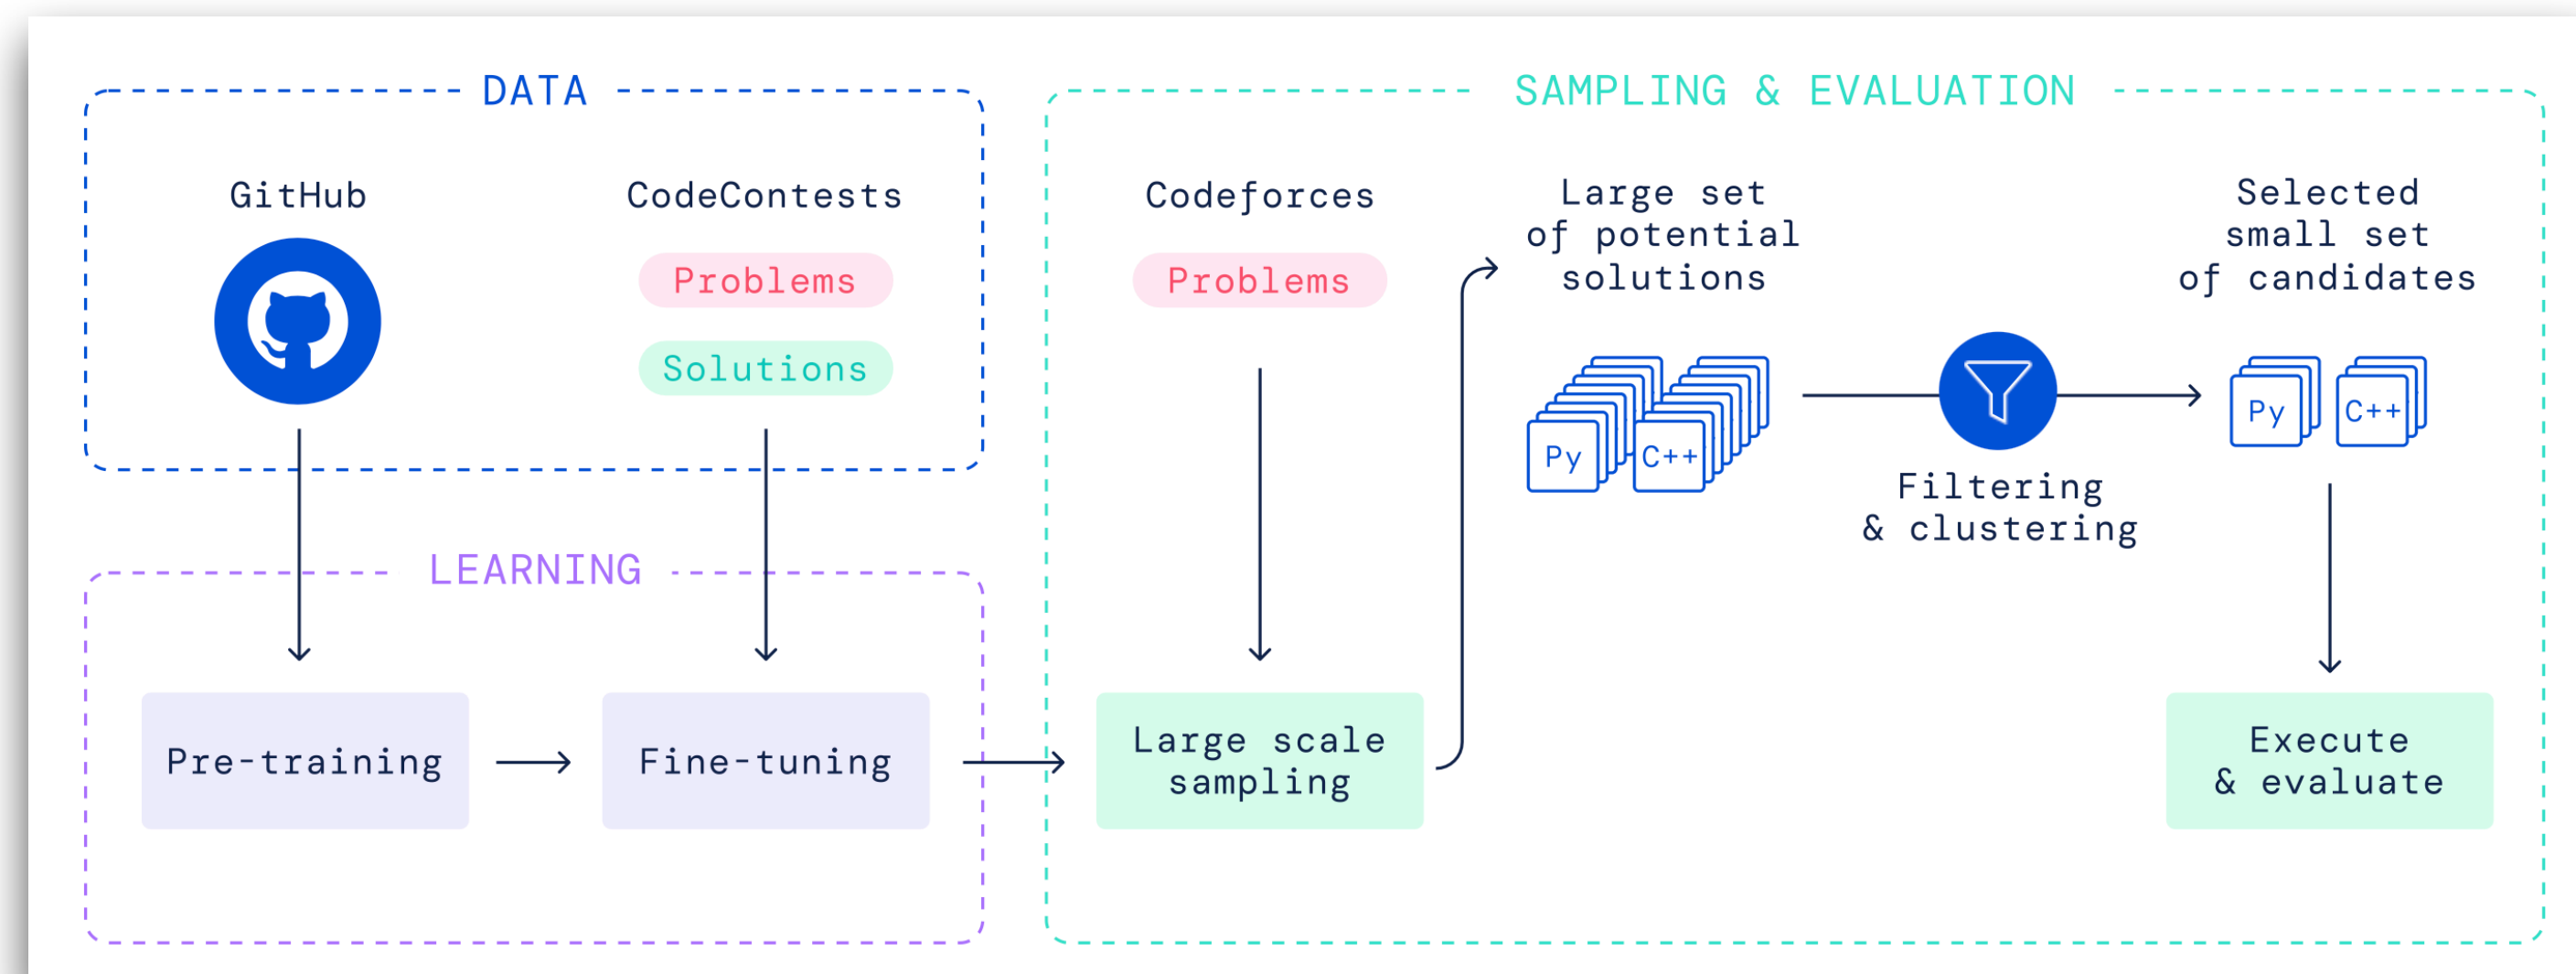 DATA
GitHub
CodeContests
Problems
Solutions
LEARNING
Pre-training
Fine-tuning
SAMPLING & EVALUATION
Codeforces
Problems
Large scale
sampling
Large set
of potential
solutions
Py
C++
Filtering
& clustering
Selected
small set
of candidates
Py
C++
Execute
& evaluate